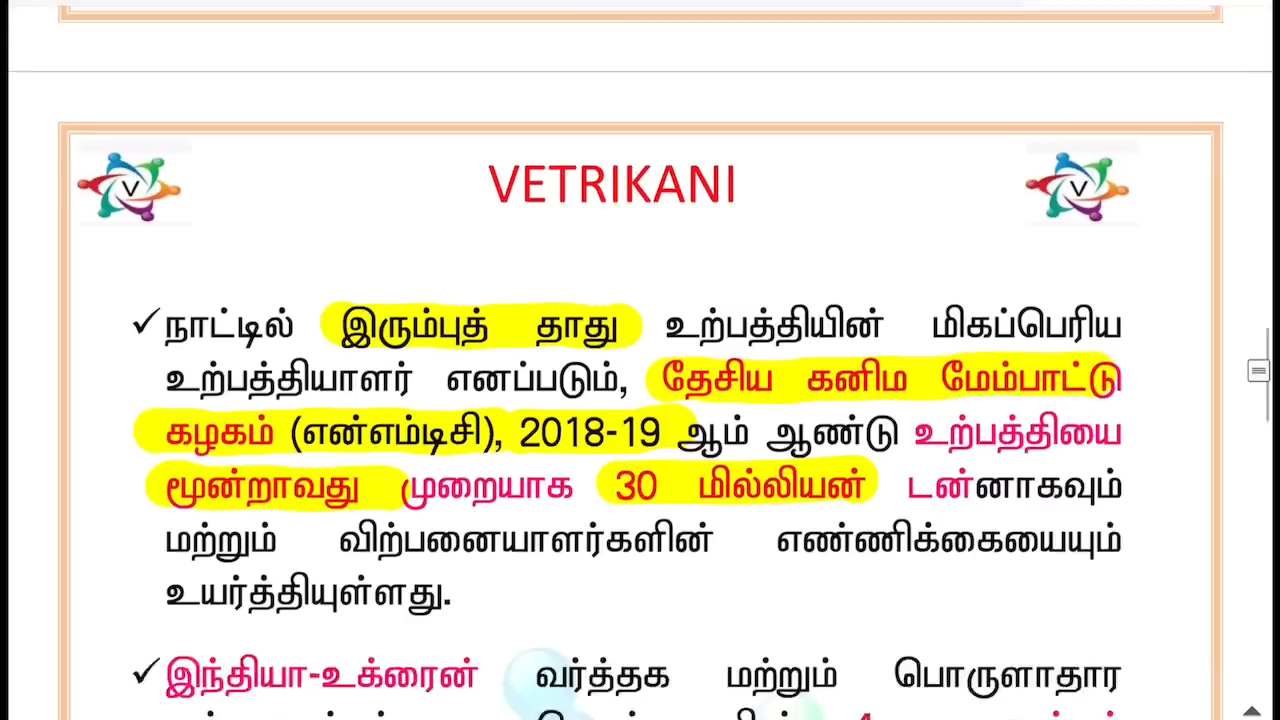 VETRIKANI
V
V
✓நாட்டில் இரும்புத் தாது உற்பத்தியின் மிகப்பெரிய
உற்பத்தியாளர் எனப்படும், தேசிய கனிம மேம்பாட்டு
கழகம் (என்எம்டிசி), 2018-19 ஆம் ஆண்டு உற்பத்தியை
மூன்றாவது முறையாக 30 மில்லியன் டன்னாகவும்
மற்றும் விற்பனையாளர்களின் எண்ணிக்கையையும்
உயர்த்தியுள்ளது.
✓இந்தியா-உக்ரைன் வர்த்தக மற்றும் பொருளாதார